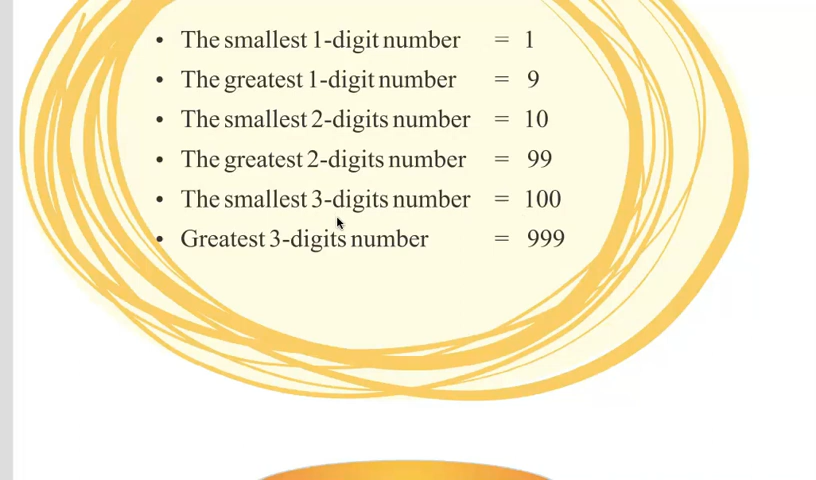 • The smallest 1-digit number = 1
• The greatest 1-digit number = 9
• The smallest 2-digits number = 10
• The greatest 2-digits number = 99
• The smallest 3-digits number = 100
• Greatest 3-digits number = 999